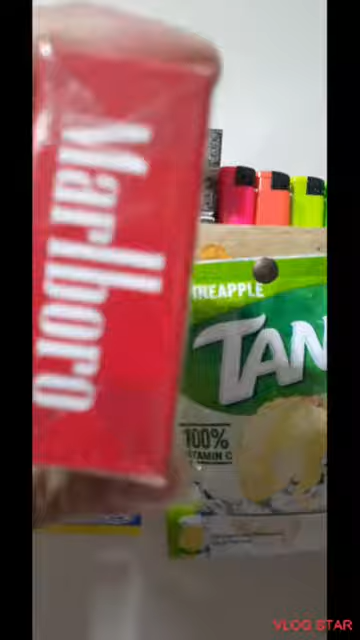 Marlboro
INEAPPLE
TAN
100%
VITAMIN C
VLOG STAR